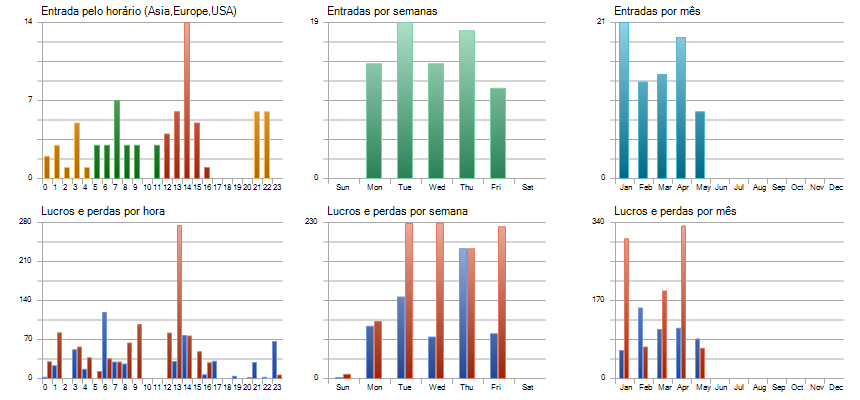 Entrada pelo horário (Asia,Europe,USA)
14
7
0
0 1 2 3 4 5 6 7 8 9 10 11 12 13 14 15 16 17 18 19 20 21 22 23
Entradas por semanas
19
0
Sun Mon Tue Wed Thu Fri Sat
Entradas por mês
21
0
Jan Feb Mar Apr May Jun Jul Aug Sep Oct Nov Dec
Lucros e perdas por hora
280
210
140
70
0
0 1 2 3 4 5 6 7 8 9 10 11 12 13 14 15 16 17 18 19 20 21 22 23
Lucros e perdas por semana
230
0
Sun Mon Tue Wed Thu Fri Sat
Lucros e perdas por mês
340
170
0
Jan Feb Mar Apr May Jun Jul Aug Sep Oct Nov Dec